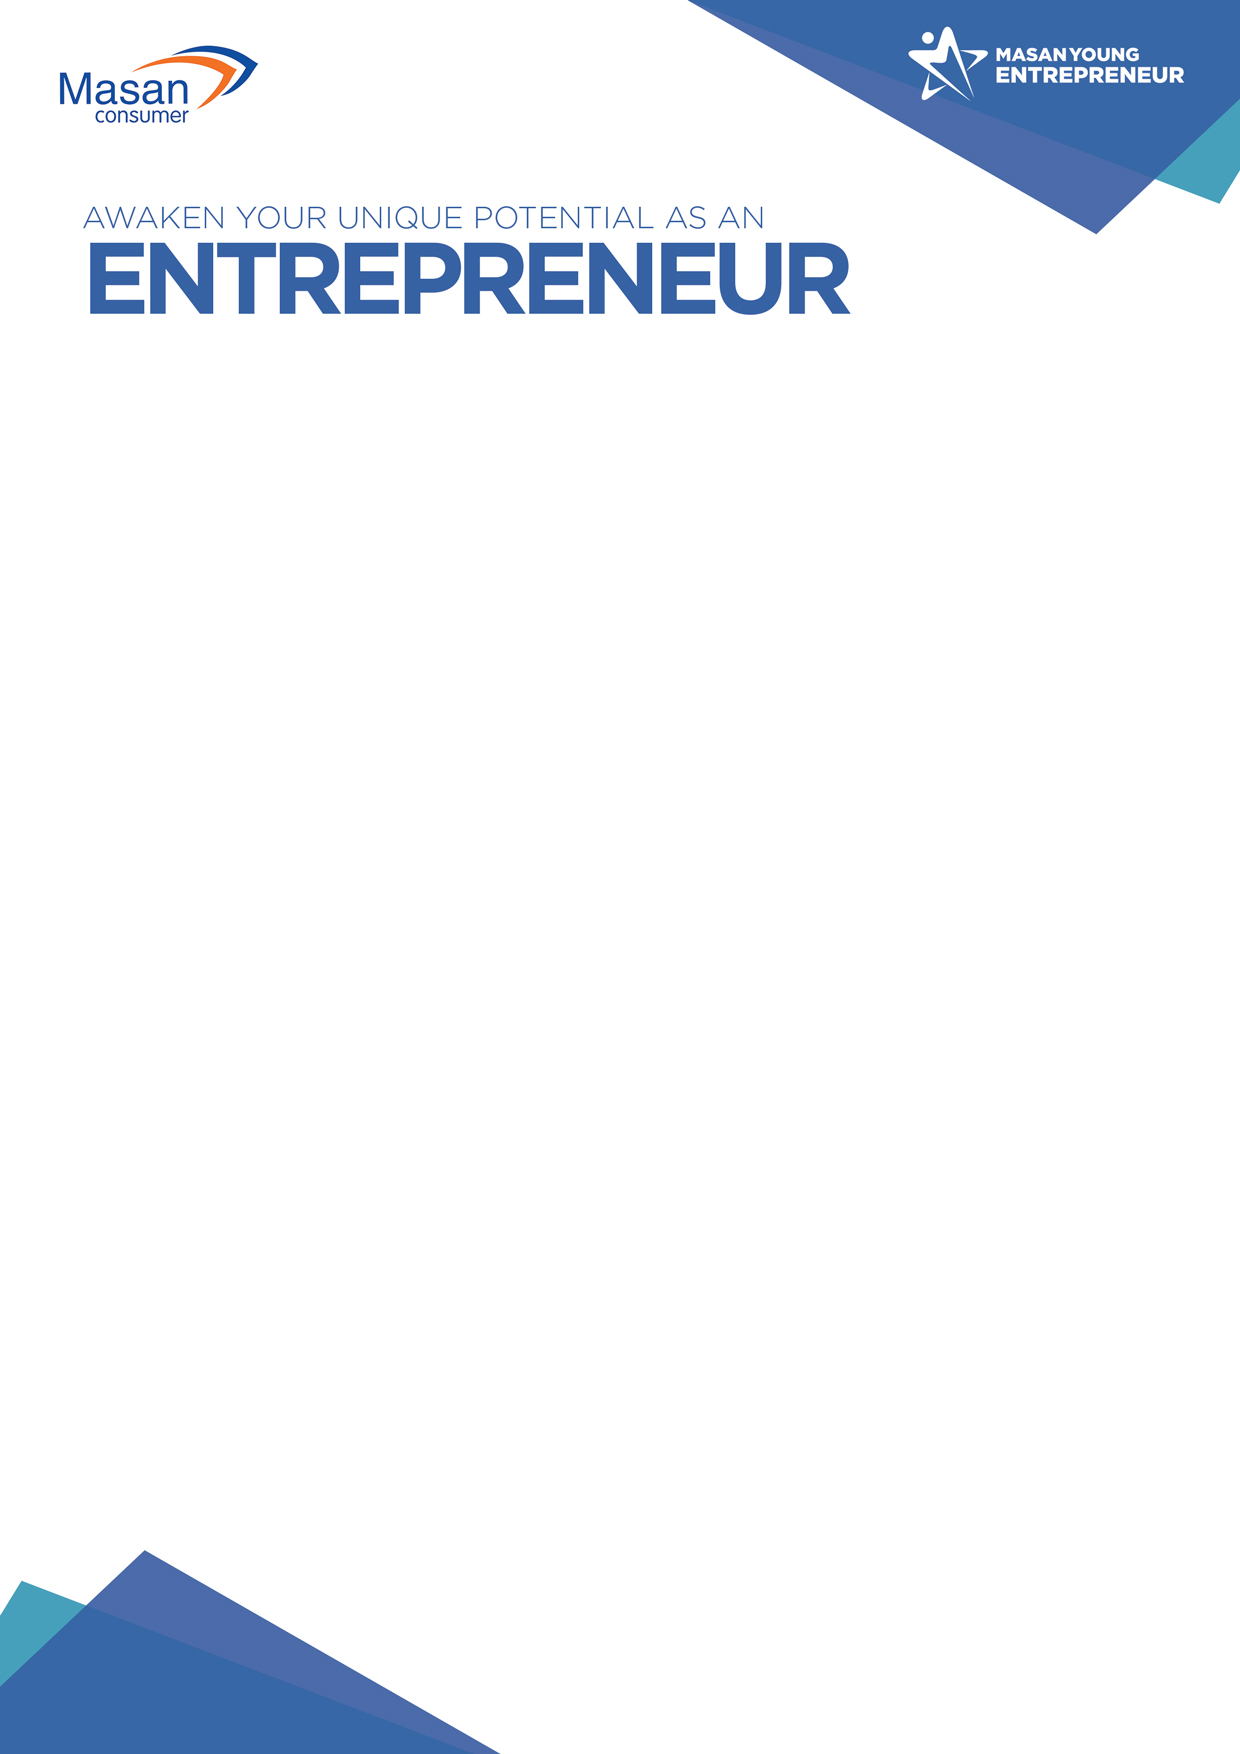 Masan
consumer
MASAN YOUNG
ENTREPRENEUR
AWAKEN YOUR UNIQUE POTENTIAL AS AN
ENTREPRENEUR